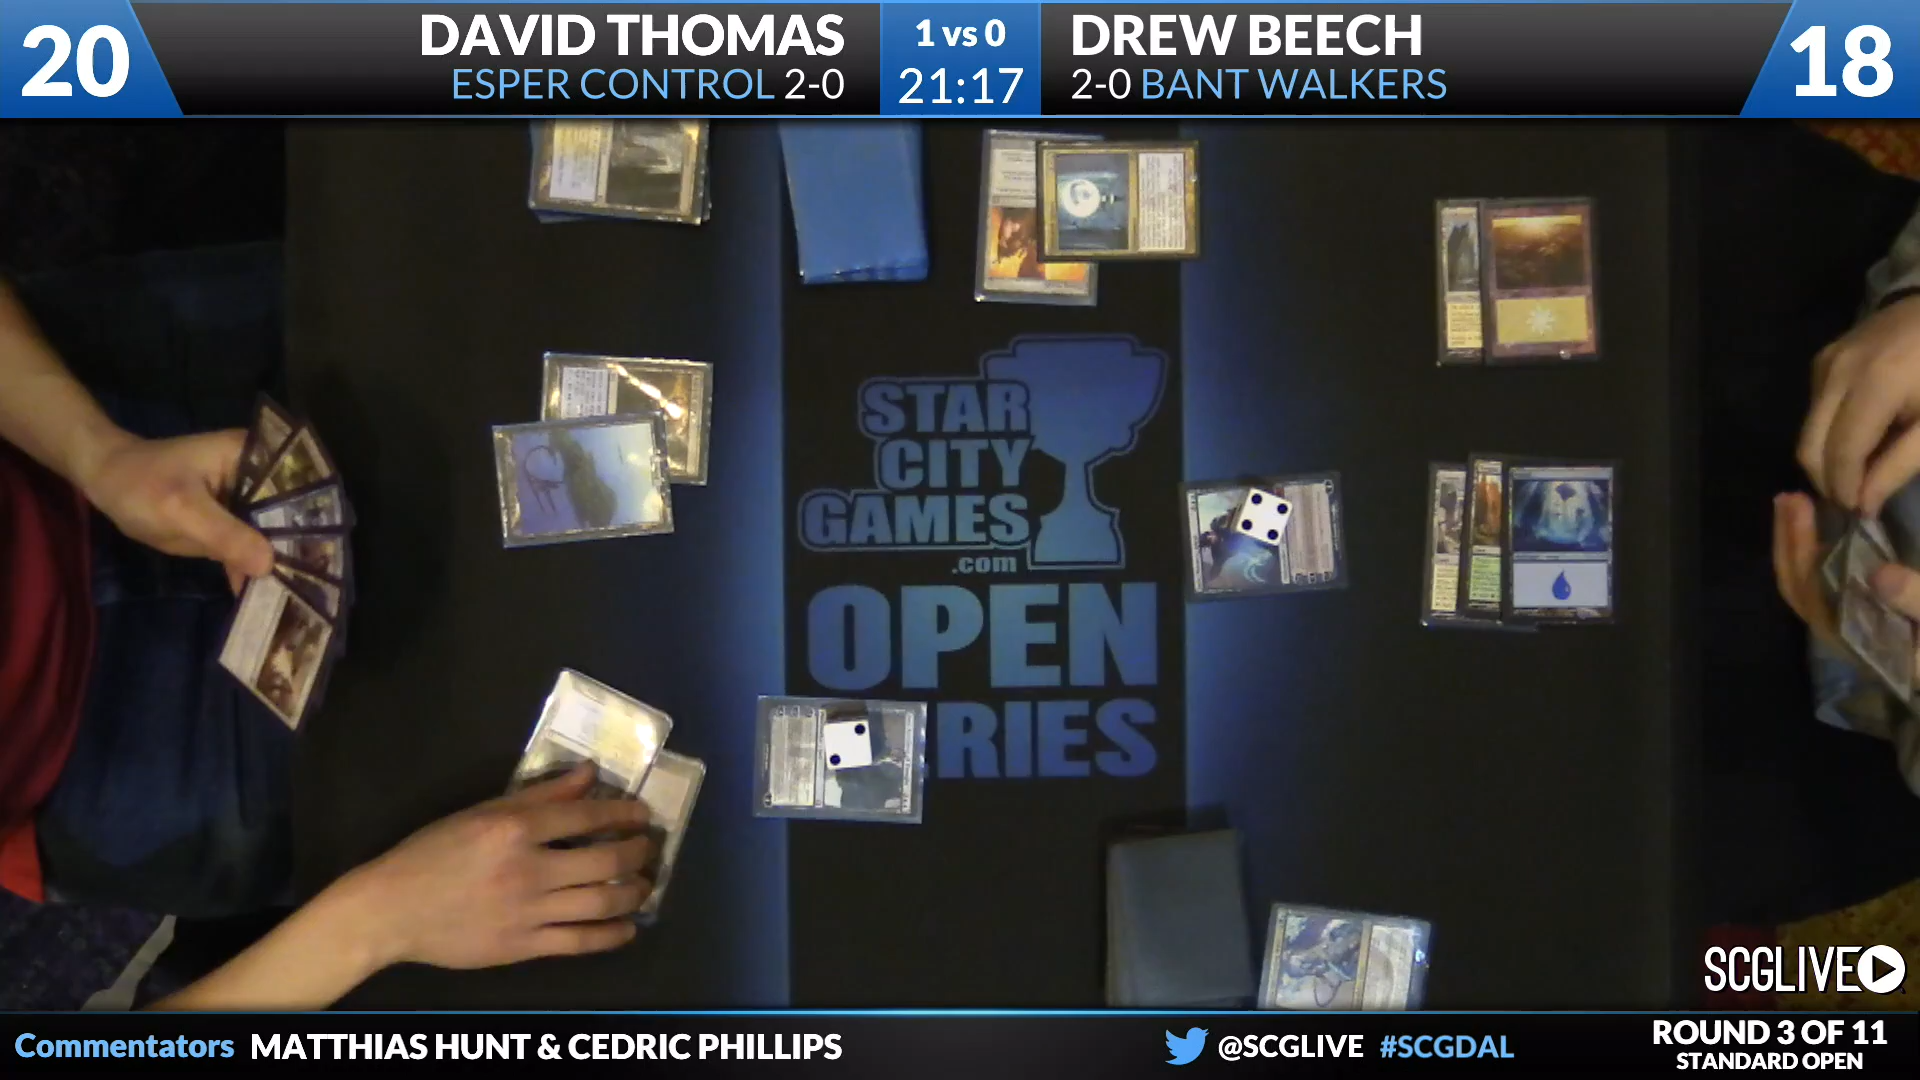 20
DAVID THOMAS
ESPER CONTROL 2-0
1 vs 0
21:17
DREW BEECH
2-0 BANT WALKERS
18
STAR
CITY
GAMES
.com
OPEN
RIES
SCGLIVE
Commentators MATTHIAS HUNT & CEDRIC PHILLIPS
@SCGLIVE #SCGDAL
ROUND 3 OF 11
STANDARD OPEN